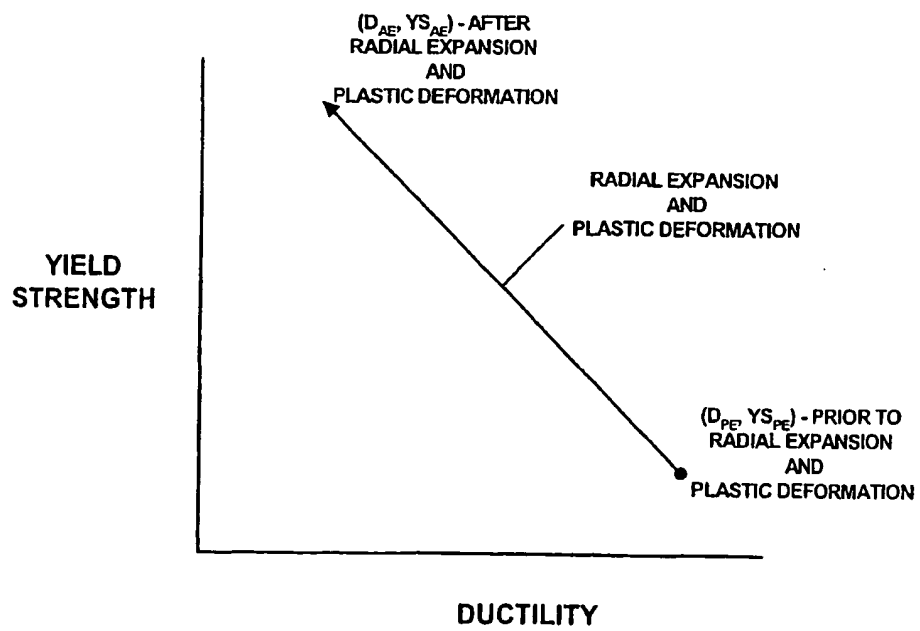 (D_AE, YS_AE) - AFTER
RADIAL EXPANSION
AND
PLASTIC DEFORMATION
RADIAL EXPANSION
AND
PLASTIC DEFORMATION
YIELD
STRENGTH
(D_PE, YS_PE) - PRIOR TO
RADIAL EXPANSION
AND
PLASTIC DEFORMATION
DUCTILITY